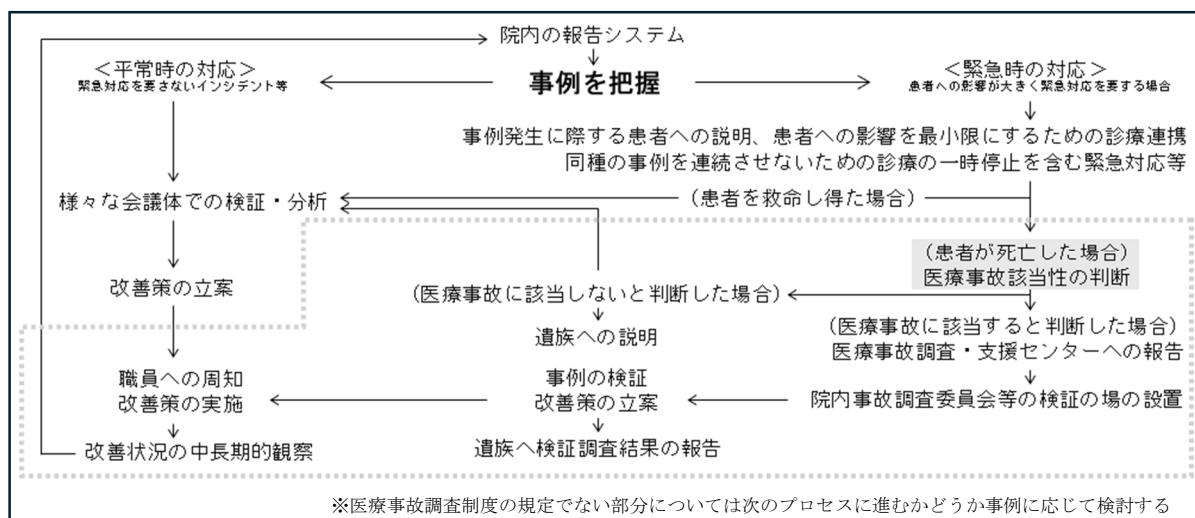 院内の報告システム
事例を把握
＜平常時の対応＞
緊急対応を要さないインシデント等
＜緊急時の対応＞
患者への影響が大きく緊急対応を要する場合
事例発生に際する患者への説明、患者への影響を最小限にするための診療連携
同種の事例を連続させないための診療の一時停止を含む緊急対応等
（患者を救命し得た場合）
様々な会議体での検証・分析
（患者が死亡した場合）
医療事故該当性の判断
改善策の立案
（医療事故に該当しないと判断した場合）
遺族への説明
（医療事故に該当すると判断した場合）
医療事故調査・支援センターへの報告
院内事故調査委員会等の検証の場の設置
事例の検証
改善策の立案
遺族へ検証調査結果の報告
職員への周知
改善策の実施
改善状況の中長期的観察
※医療事故調査制度の規定でない部分については次のプロセスに進むかどうか事例に応じて検討する